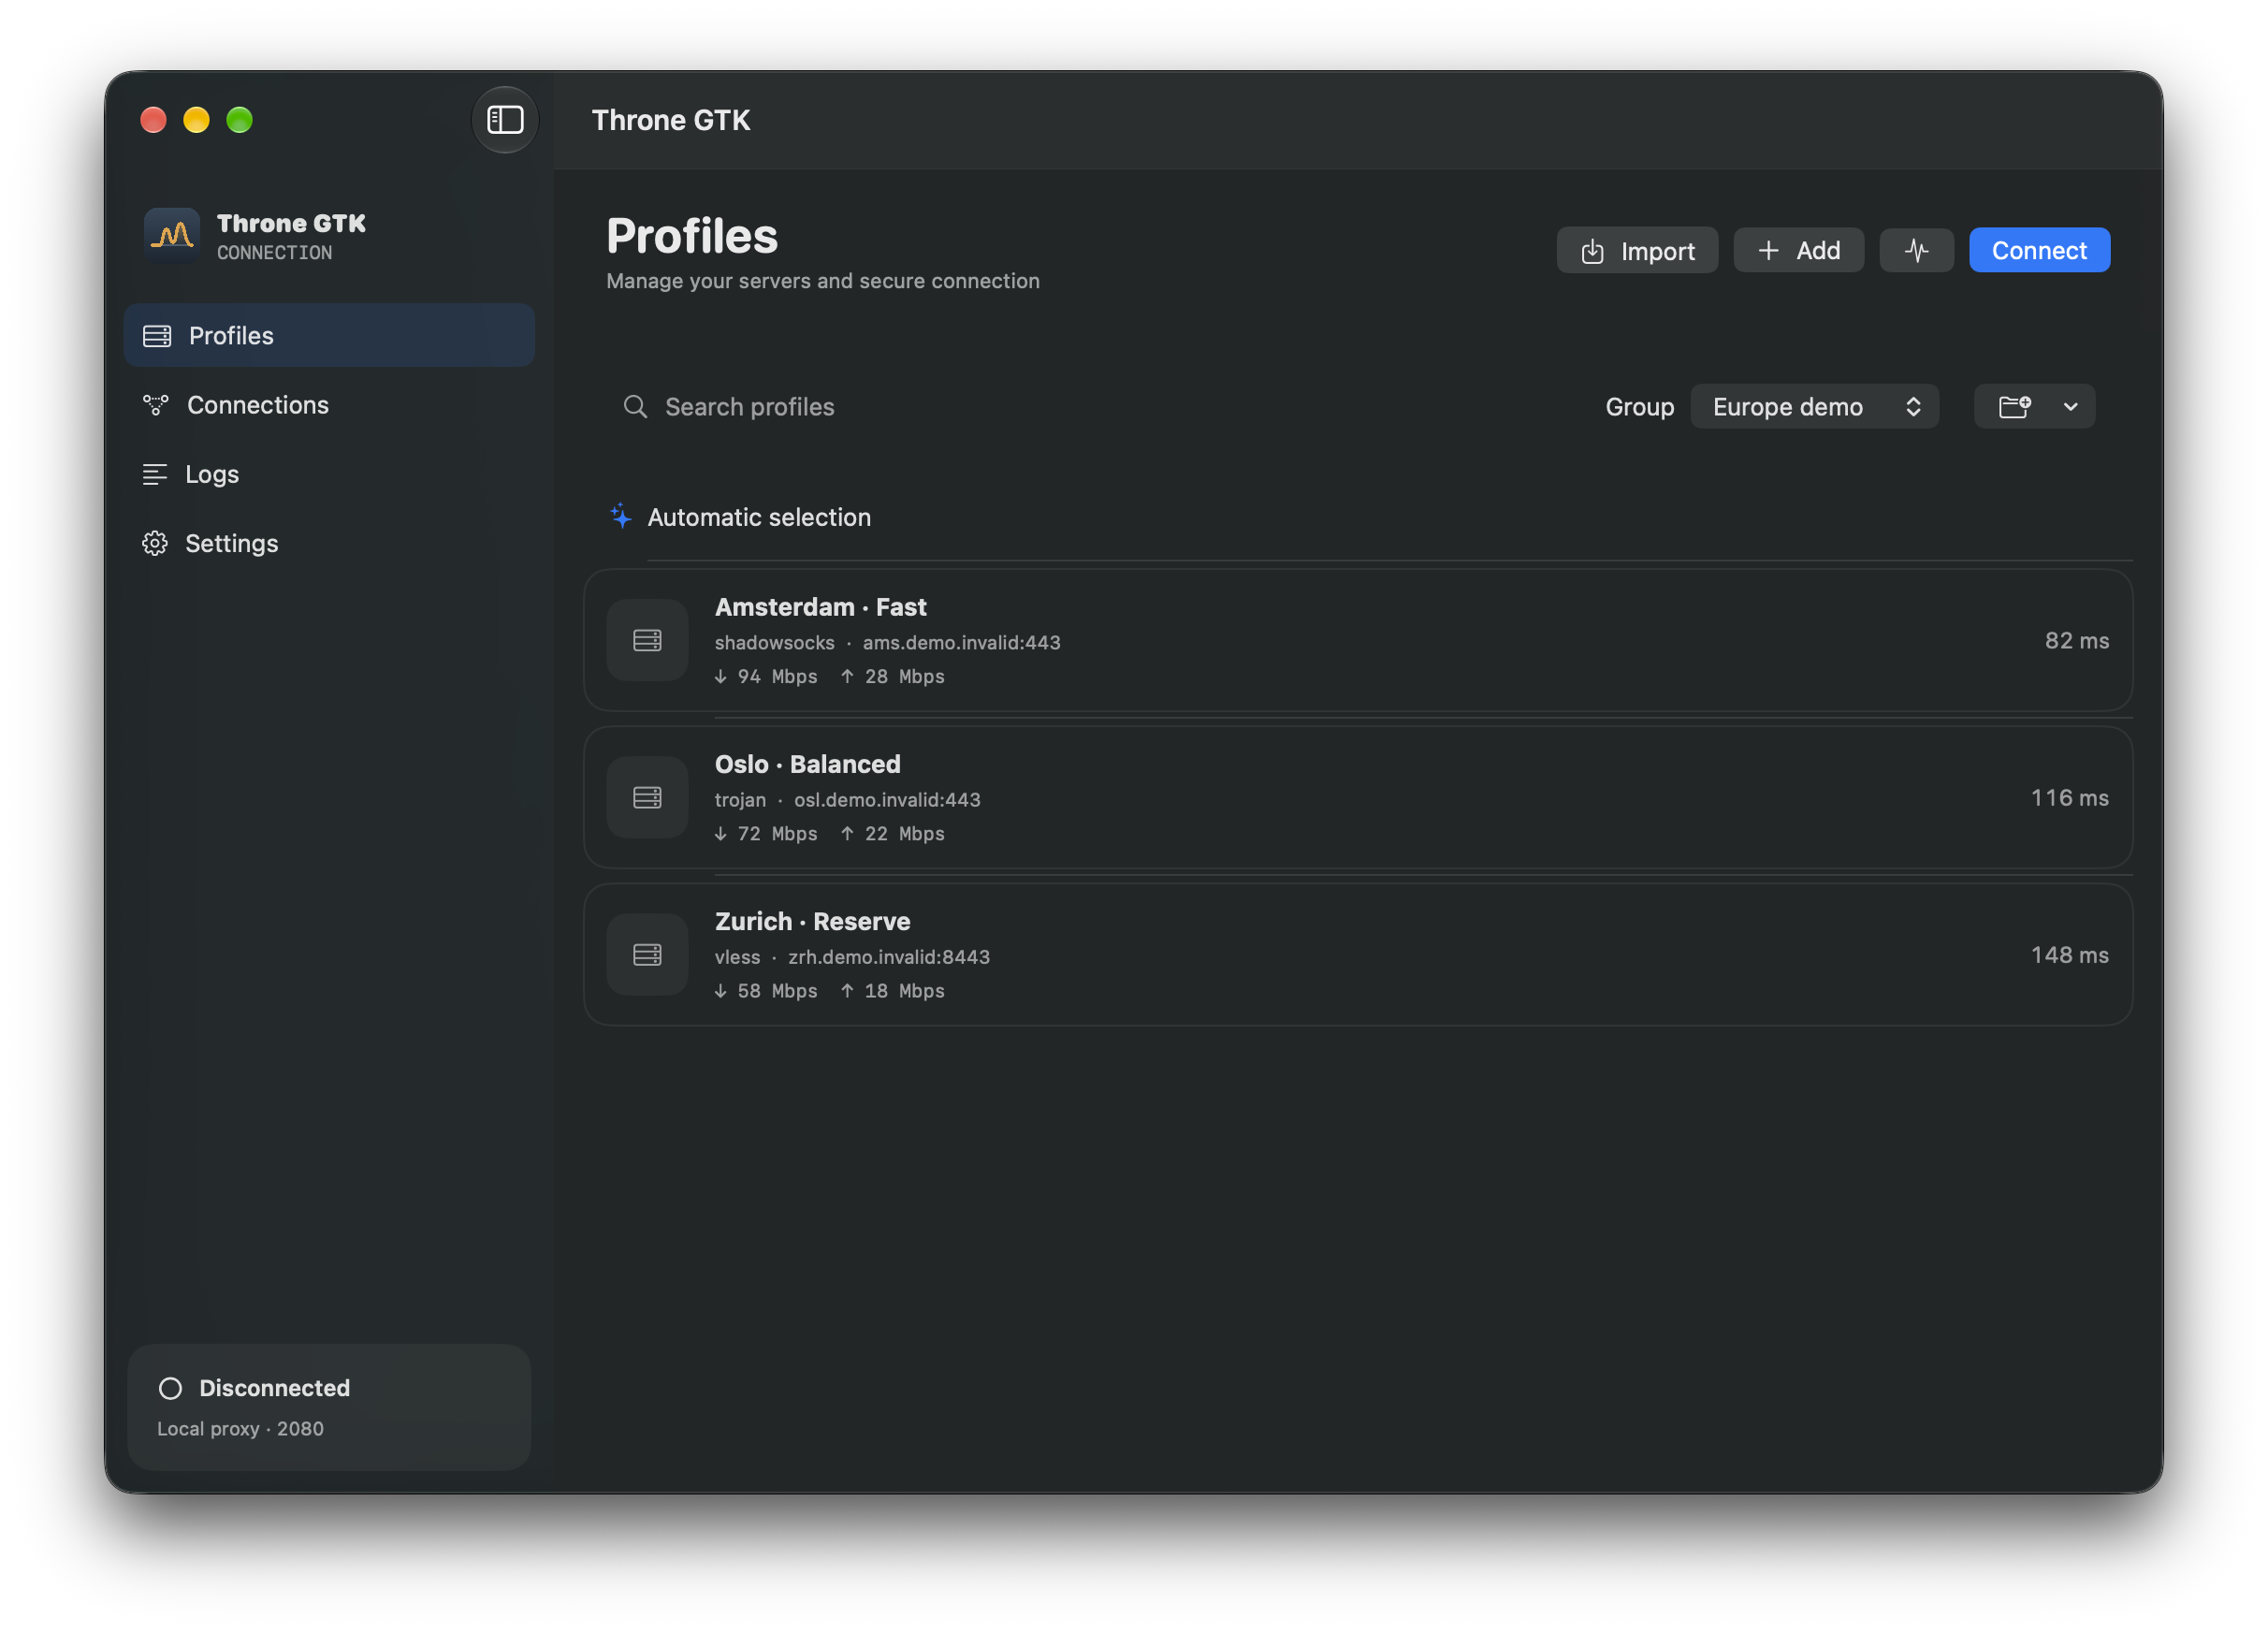 Throne GTK
Throne GTK
CONNECTION
Profiles
Connections
Logs
Settings
Disconnected
Local proxy · 2080
Profiles
Manage your servers and secure connection
Import
Add
Connect
Search profiles
Group
Europe demo
Automatic selection
Amsterdam · Fast
shadowsocks · ams.demo.invalid:443
↓ 94 Mbps ↑ 28 Mbps
82 ms
Oslo · Balanced
trojan · osl.demo.invalid:443
↓ 72 Mbps ↑ 22 Mbps
116 ms
Zurich · Reserve
vless · zrh.demo.invalid:8443
↓ 58 Mbps ↑ 18 Mbps
148 ms